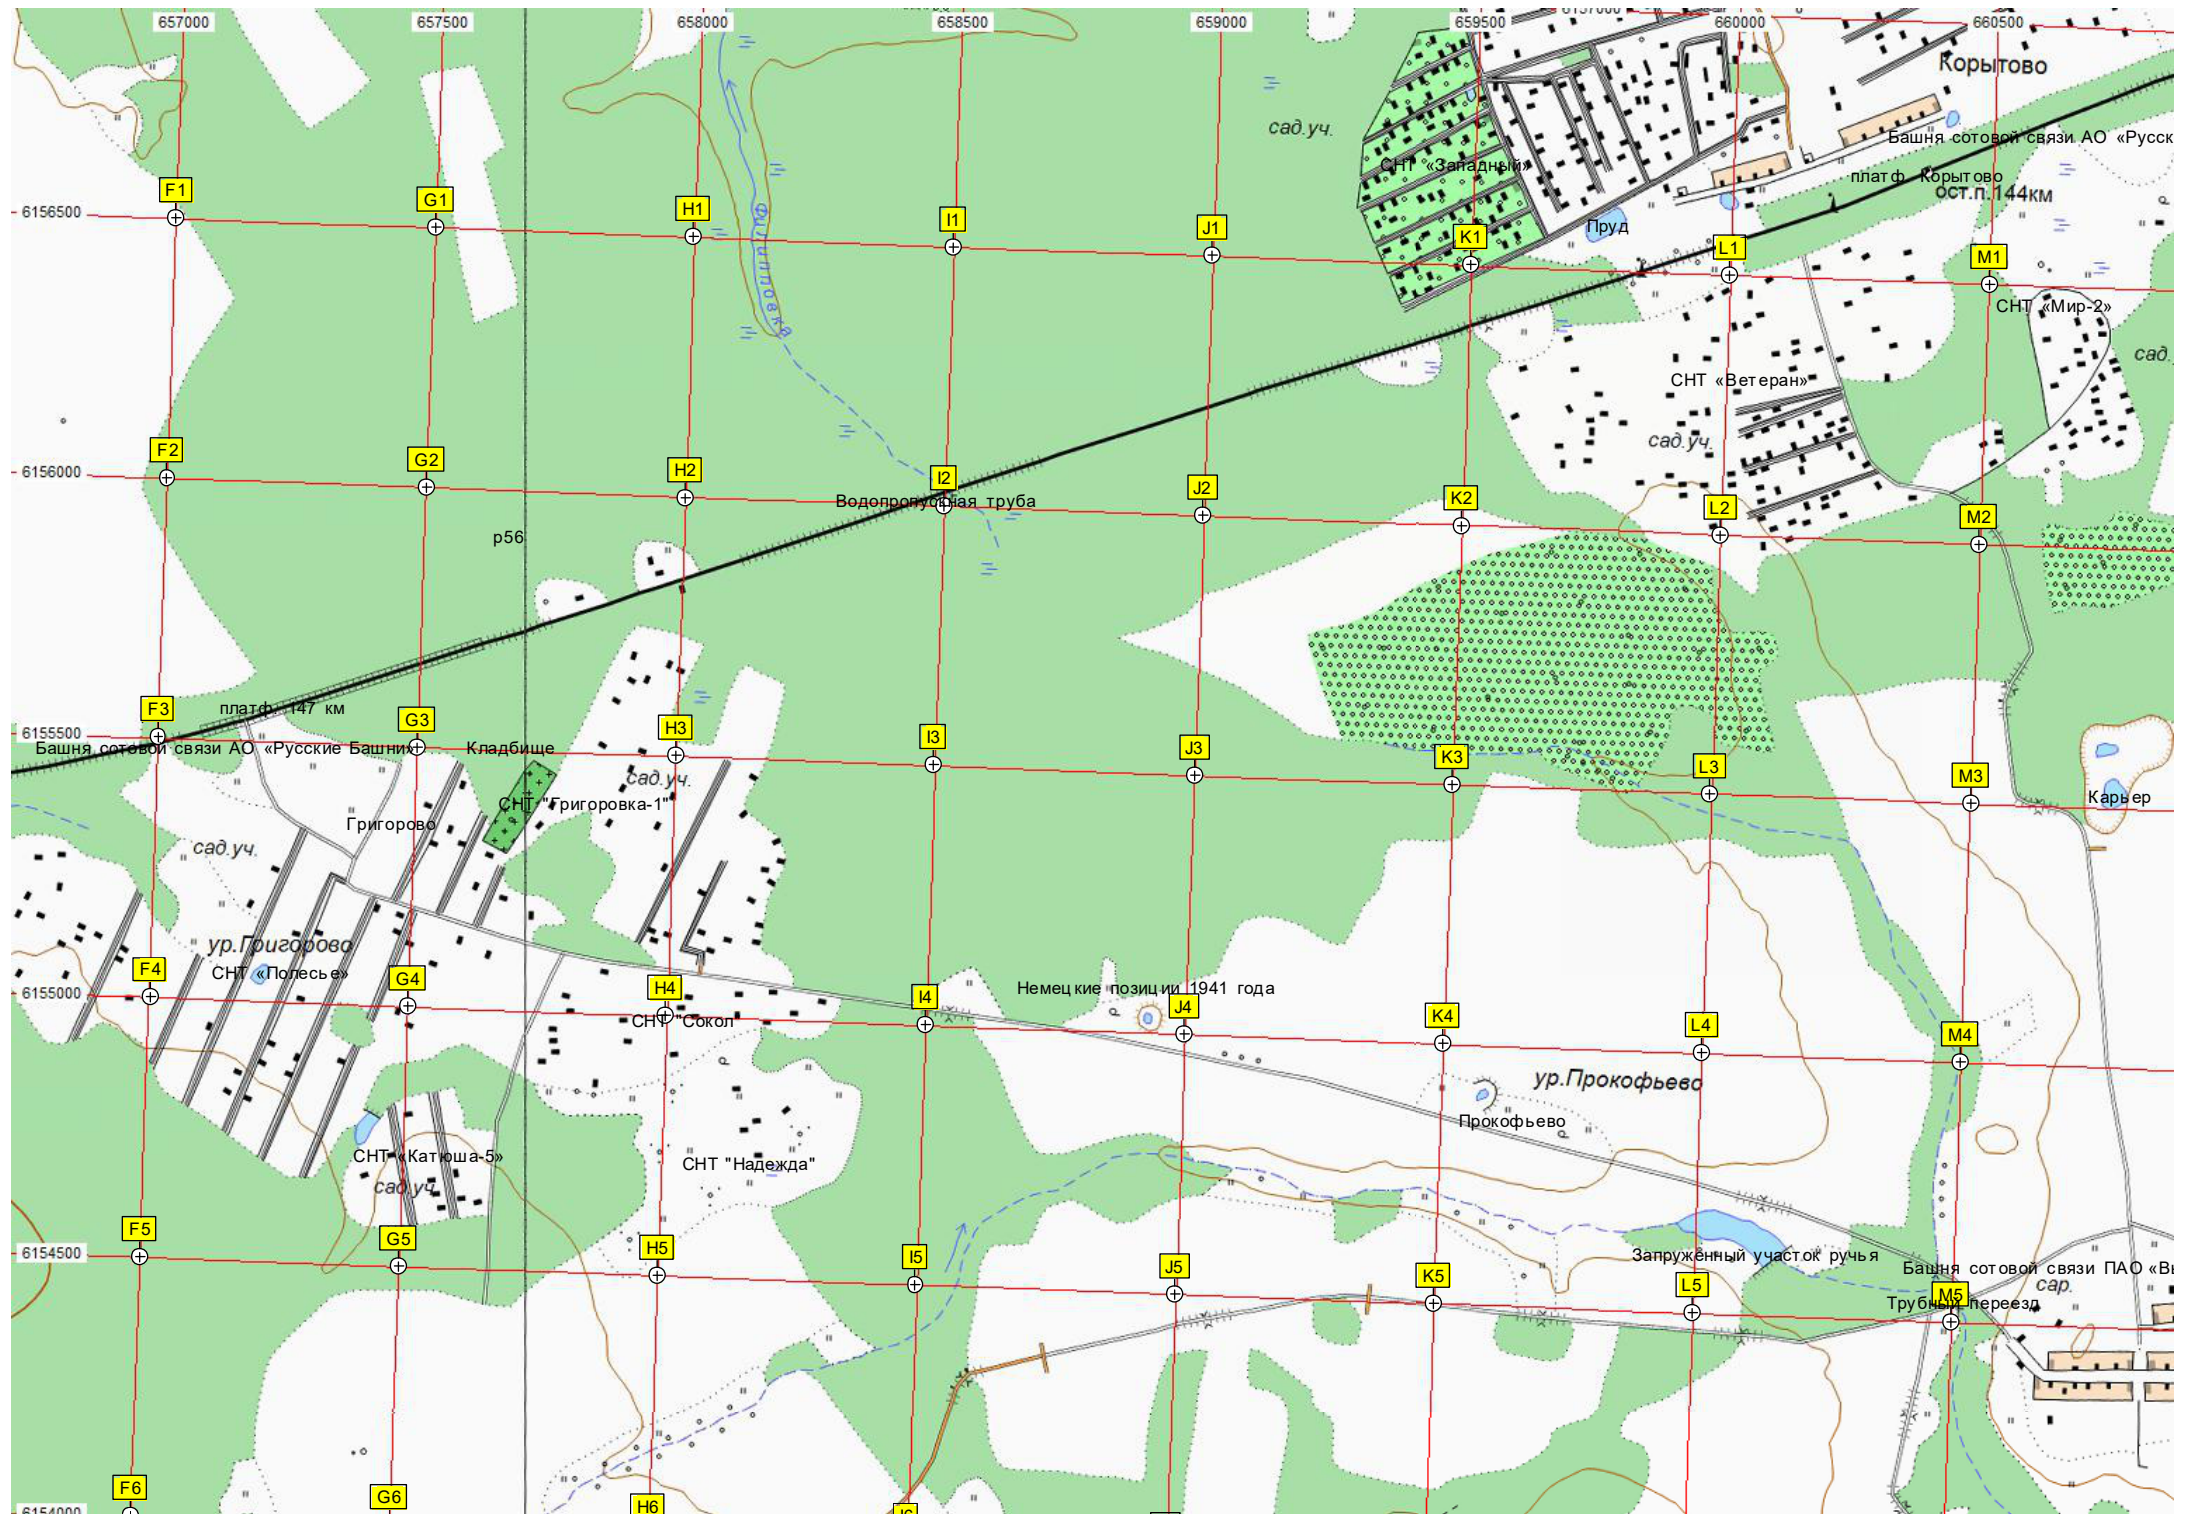 657000 657500 658000 658500 659000 659500 6157000 660000 660500
Корытово
сад.уч.
Башня сотовой связи АО «Русск
СНТ «Западный»
платф. Корытово
ост.п.144км
F1 G1 H1 I1 J1 K1 L1 M1
6156500
Филипповка
Пруд
СНТ «Мир-2»
сад.
СНТ «Ветеран»
сад.уч.
F2 G2 H2 I2 J2 K2 L2 M2
6156000
Водопропускная труба
р56
платф. 147 км
F3 G3 H3 I3 J3 K3 L3 M3
6155500
Башня сотовой связи АО «Русские Башни»
Кладбище
сад.уч.
СНТ "Григоровка-1"
Карьер
Григорово
сад.уч.
ур.Григорово
СНТ «Полесье»
F4 G4 H4 I4 J4 K4 L4 M4
6155000
Немецкие позиции 1941 года
СНТ "Сокол"
ур.Прокофьево
Прокофьево
СНТ «Катюша-5»
СНТ "Надежда"
сад.уч.
F5 G5 H5 I5 J5 K5 L5 M5
6154500
Запруженный участок ручья
Башня сотовой связи ПАО «Вы
сар.
Трубный переезд
F6 G6 H6 I6
6154000